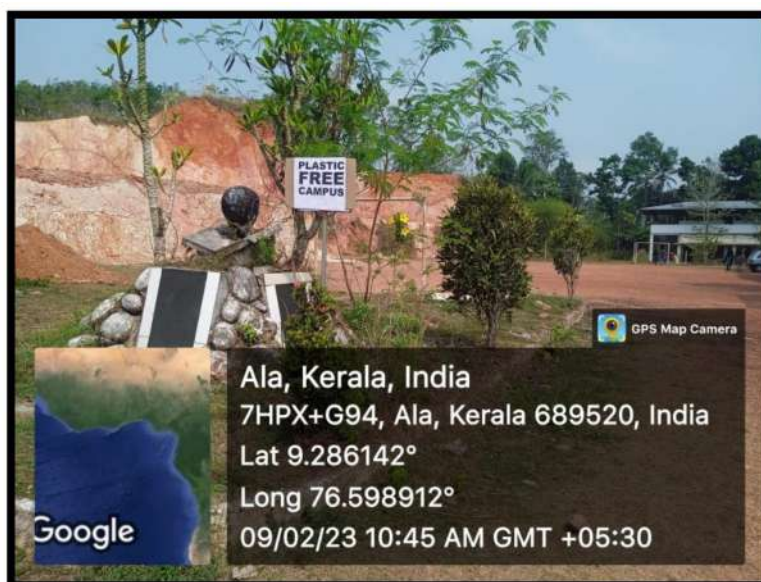 PLASTIC
FREE
CAMPUS
GPS Map Camera
Ala, Kerala, India
7HPX+G94, Ala, Kerala 689520, India
Lat 9.286142°
Long 76.598912°
09/02/23 10:45 AM GMT +05:30
Google